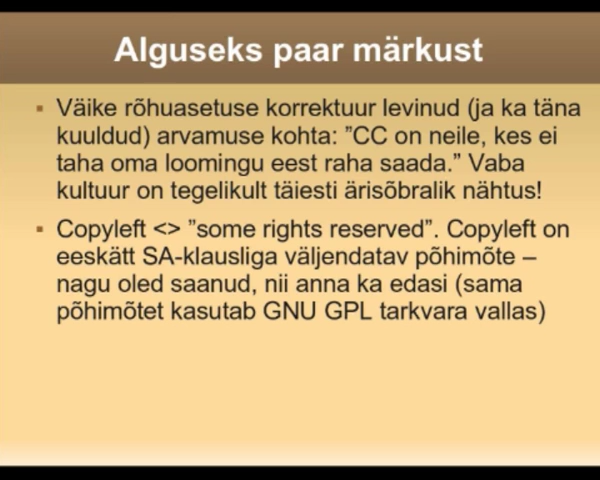 Alguseks paar märkust
▪ Väike rõhuasetuse korrektuur levinud (ja ka täna
kuuldud) arvamuse kohta: ”CC on neile, kes ei
taha oma loomingu eest raha saada.” Vaba
kultuur on tegelikult täiesti ärisõbralik nähtus!
▪ Copyleft <> ”some rights reserved”. Copyleft on
eeskätt SA-klausliga väljendatav põhimõte –
nagu oled saanud, nii anna ka edasi (sama
põhimõtet kasutab GNU GPL tarkvara vallas)